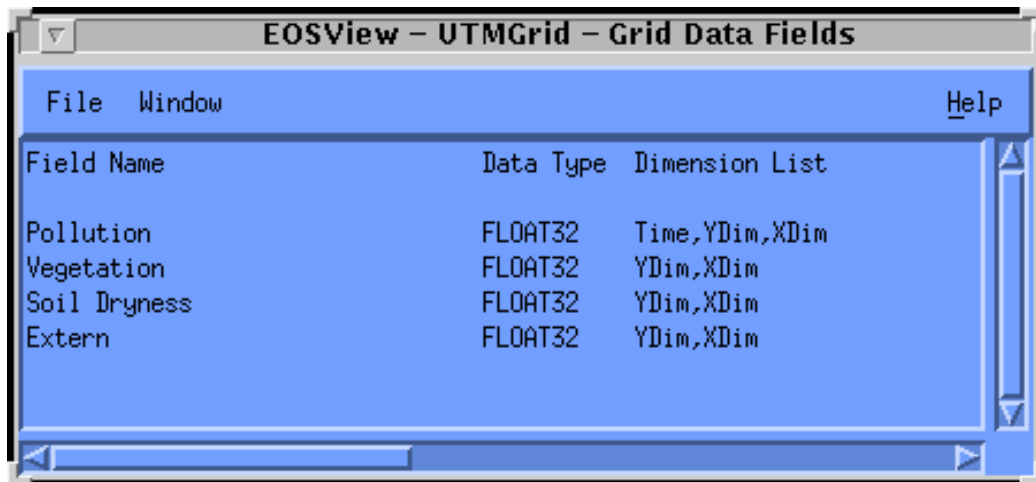 EOSView – UTMGrid – Grid Data Fields
File Window Help
Field Name Data Type Dimension List
Pollution FLOAT32 Time,YDim,XDim
Vegetation FLOAT32 YDim,XDim
Soil Dryness FLOAT32 YDim,XDim
Extern FLOAT32 YDim,XDim